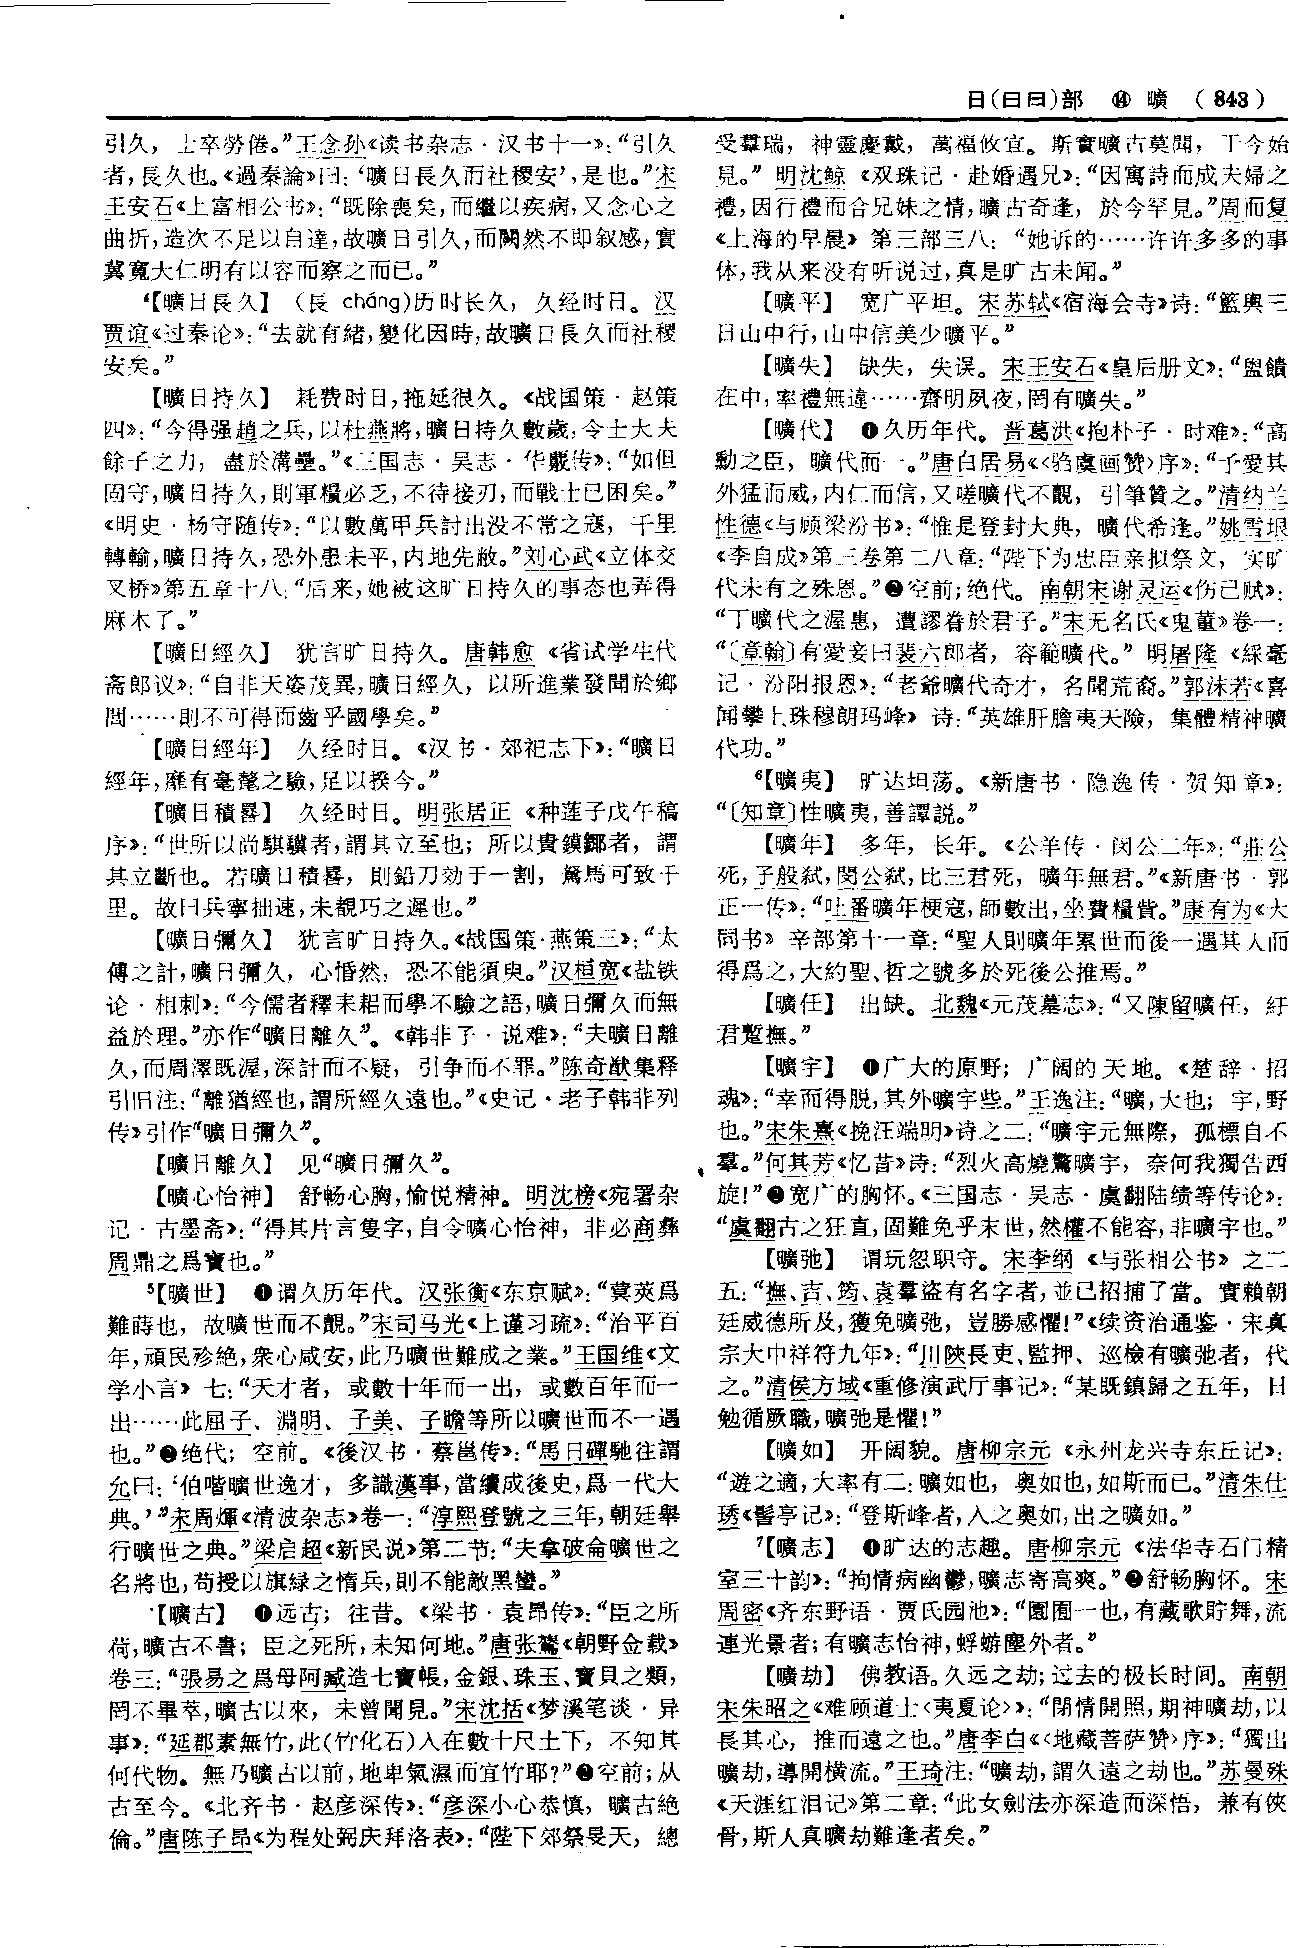 日(曰⺜)部 ⑭ 曠 (843)
引久，士卒勞倦。”王念孙《读书杂志·汉书十一》：“引久
者，長久也。《過秦論》曰：‘曠日長久而社稷安’，是也。”宋
王安石《上富相公书》：“既除喪矣，而繼以疾病，又念心之
曲折，造次不足以自達，故曠日引久，而闕然不即叙感，實
冀寬大仁明有以容而察之而已。”
⁴【曠日長久】 （長 cháng）历时长久，久经时日。汉
贾谊《过秦论》：“去就有緒，變化因時，故曠日長久而社稷
安矣。”
【曠日持久】 耗费时日，拖延很久。《战国策·赵策
四》：“今得强趙之兵，以杜燕將，曠日持久數歲，令士大夫
餘子之力，盡於溝壘。”《三国志·吴志·华覈传》：“如但
固守，曠日持久，則軍糧必乏，不待接刃，而戰士已困矣。”
《明史·杨守随传》：“以數萬甲兵討出没不常之寇，千里
轉輸，曠日持久，恐外患未平，内地先敝。”刘心武《立体交
叉桥》第五章十八：“后来，她被这旷日持久的事态也弄得
麻木了。”
【曠日經久】 犹言旷日持久。唐韩愈《省试学生代
斋郎议》：“自非天姿茂異，曠日經久，以所進業發聞於鄉
閭……則不可得而齒乎國學矣。”
【曠日經年】 久经时日。《汉书·郊祀志下》：“曠日
經年，靡有毫氂之驗，足以揆今。”
【曠日積晷】 久经时日。明张居正《种莲子戊午稿
序》：“世所以尚騏驥者，謂其立至也；所以貴鏌鋣者，謂
其立斷也。若曠日積晷，則鉛刀効于一割，駑馬可致千
里。故曰兵寧拙速，未覩巧之遲也。”
【曠日彌久】 犹言旷日持久。《战国策·燕策三》：“太
傅之計，曠日彌久，心惛然，恐不能須臾。”汉桓宽《盐铁
论·相刺》：“今儒者釋耒耜而學不驗之語，曠日彌久而無
益於理。”亦作“曠日離久”。《韩非子·说难》：“夫曠日離
久，而周澤既渥，深計而不疑，引争而不罪。”陈奇猷集释
引旧注：“離猶經也，謂所經久遠也。”《史记·老子韩非列
传》引作“曠日彌久”。
【曠日離久】 见“曠日彌久”。
【曠心怡神】 舒畅心胸，愉悦精神。明沈榜《宛署杂
记·古墨斋》：“得其片言隻字，自令曠心怡神，非必商彝
周鼎之爲寶也。”
⁵【曠世】 ❶谓久历年代。汉张衡《东京赋》：“蓂莢爲
難蒔也，故曠世而不覿。”宋司马光《上谨习疏》：“治平百
年，頑民殄絶，衆心咸安，此乃曠世難成之業。”王国维《文
学小言》七：“天才者，或數十年而一出，或數百年而一
出……此屈子、淵明、子美、子瞻等所以曠世而不一遇
也。”❷绝代；空前。《後汉书·蔡邕传》：“馬日磾馳往謂
允曰：‘伯喈曠世逸才，多識漢事，當續成後史，爲一代大
典。’”宋周煇《清波杂志》卷一：“淳熙登號之三年，朝廷舉
行曠世之典。”梁启超《新民说》第二节：“夫拿破侖曠世之
名將也，苟授以旗緑之惰兵，則不能敵黑蠻。”
【曠古】 ❶远古；往昔。《梁书·袁昂传》：“臣之所
荷，曠古不書；臣之死所，未知何地。”唐张鷟《朝野佥载》
卷三：“張易之爲母阿臧造七寶帳，金銀、珠玉、寶貝之類，
罔不畢萃，曠古以來，未曾聞見。”宋沈括《梦溪笔谈·异
事》：“延郡素無竹，此(竹化石)入在數十尺土下，不知其
何代物。無乃曠古以前，地卑氣濕而宜竹耶？”❷空前；从
古至今。《北齐书·赵彦深传》：“彦深小心恭慎，曠古絶
倫。”唐陈子昂《为程处弼庆拜洛表》：“陛下郊祭旻天，總
受羣瑞，神靈慶戴，萬福攸宜。斯實曠古莫聞，于今始
見。”明沈鲸《双珠记·赴婚遇兄》：“因寓詩而成夫婦之
禮，因行禮而合兄妹之情，曠古奇逢，於今罕見。”周而复
《上海的早晨》第三部三八：“她诉的……许许多多的事
体，我从来没有听说过，真是旷古未闻。”
【曠平】 宽广平坦。宋苏轼《宿海会寺》诗：“籃輿三
日山中行，山中信美少曠平。”
【曠失】 缺失，失误。宋王安石《皇后册文》：“盥饋
在中，率禮無違……齋明夙夜，罔有曠失。”
【曠代】 ❶久历年代。晋葛洪《抱朴子·时难》：“高
勳之臣，曠代而一。”唐白居易《〈驺虞画赞〉序》：“予愛其
外猛而威，内仁而信，又嗟曠代不覿，引筆贊之。”清纳兰
性德《与顾梁汾书》：“惟是登封大典，曠代希逢。”姚雪垠
《李自成》第三卷第二八章：“陛下为忠臣亲拟祭文，实旷
代未有之殊恩。”❷空前；绝代。南朝宋谢灵运《伤己赋》：
“丁曠代之渥惠，遭謬眷於君子。”宋无名氏《鬼董》卷一：
“〔章翰〕有愛妾曰裴六郎者，容範曠代。”明屠隆《綵毫
记·汾阳报恩》：“老爺曠代奇才，名聞荒裔。”郭沫若《喜
闻攀上珠穆朗玛峰》诗：“英雄肝膽夷天險，集體精神曠
代功。”
⁶【曠夷】 旷达坦荡。《新唐书·隐逸传·贺知章》：
“〔知章〕性曠夷，善譚説。”
【曠年】 多年，长年。《公羊传·闵公二年》：“莊公
死，子般弑，閔公弑，比三君死，曠年無君。”《新唐书·郭
正一传》：“吐番曠年梗寇，師數出，坐費糧貲。”康有为《大
同书》辛部第十一章：“聖人則曠年累世而後一遇其人而
得爲之，大約聖、哲之號多於死後公推焉。”
【曠任】 出缺。北魏《元茂墓志》：“又陳留曠任，紆
君蹔撫。”
【曠宇】 ❶广大的原野；广阔的天地。《楚辞·招
魂》：“幸而得脱，其外曠宇些。”王逸注：“曠，大也；宇，野
也。”宋朱熹《挽汪端明》诗之二：“曠宇元無際，孤標自不
羣。”何其芳《忆昔》诗：“烈火高燒驚曠宇，奈何我獨告西
旋！”❷宽广的胸怀。《三国志·吴志·虞翻陆绩等传论》：
“虞翻古之狂直，固難免乎末世，然權不能容，非曠宇也。”
【曠弛】 谓玩忽职守。宋李纲《与张相公书》之二
五：“撫、吉、筠、袁羣盗有名字者，並已招捕了當。實賴朝
廷威德所及，獲免曠弛，豈勝感懼！”《续资治通鉴·宋真
宗大中祥符九年》：“川陝長吏、監押、巡檢有曠弛者，代
之。”清侯方域《重修演武厅事记》：“某既鎮歸之五年，日
勉循厥職，曠弛是懼！”
【曠如】 开阔貌。唐柳宗元《永州龙兴寺东丘记》：
“遊之適，大率有二：曠如也，奥如也，如斯而已。”清朱仕
琇《髻亭记》：“登斯峰者，入之奥如，出之曠如。”
⁷【曠志】 ❶旷达的志趣。唐柳宗元《法华寺石门精
室三十韵》：“拘情病幽鬱，曠志寄高爽。”❷舒畅胸怀。宋
周密《齐东野语·贾氏园池》：“園囿一也，有藏歌貯舞，流
連光景者；有曠志怡神，蜉蝣塵外者。”
【曠劫】 佛教语。久远之劫；过去的极长时间。南朝
宋朱昭之《难顾道士〈夷夏论〉》：“閉情開照，期神曠劫，以
長其心，推而遠之也。”唐李白《〈地藏菩萨赞〉序》：“獨出
曠劫，導開横流。”王琦注：“曠劫，謂久遠之劫也。”苏曼殊
《天涯红泪记》第二章：“此女劍法亦深造而深悟，兼有俠
骨，斯人真曠劫難逢者矣。”